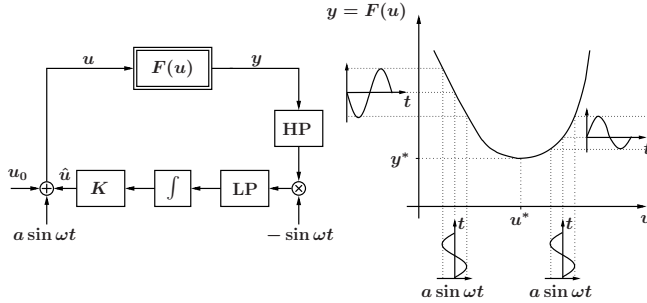 y = F(u)
u
F(u)
y
t
HP
t
u₀
û
K
∫
LP
y*
a sin ωt
− sin ωt
u*
u
t
t
a sin ωt
a sin ωt